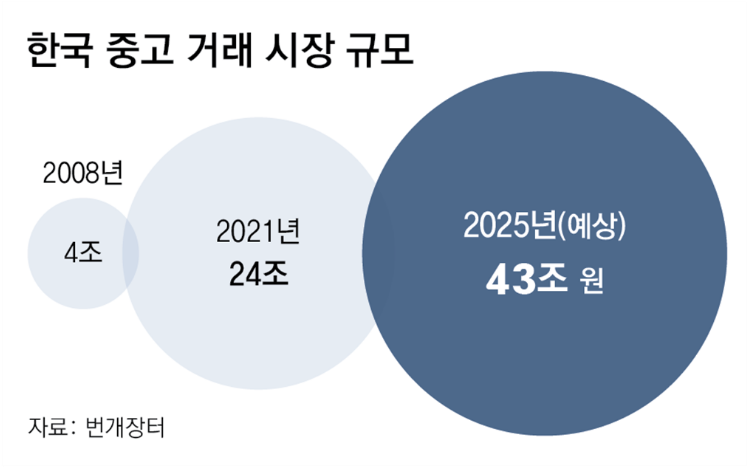 한국 중고 거래 시장 규모
2008년
4조
2021년
24조
2025년(예상)
43조 원
자료: 번개장터